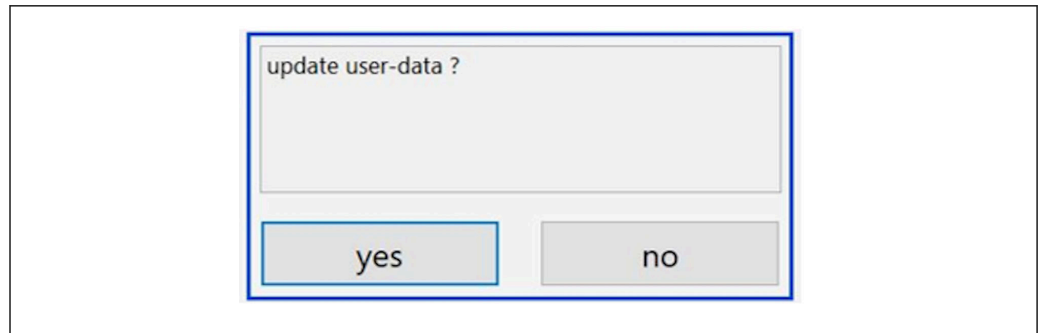 update user-data ?
yes
no